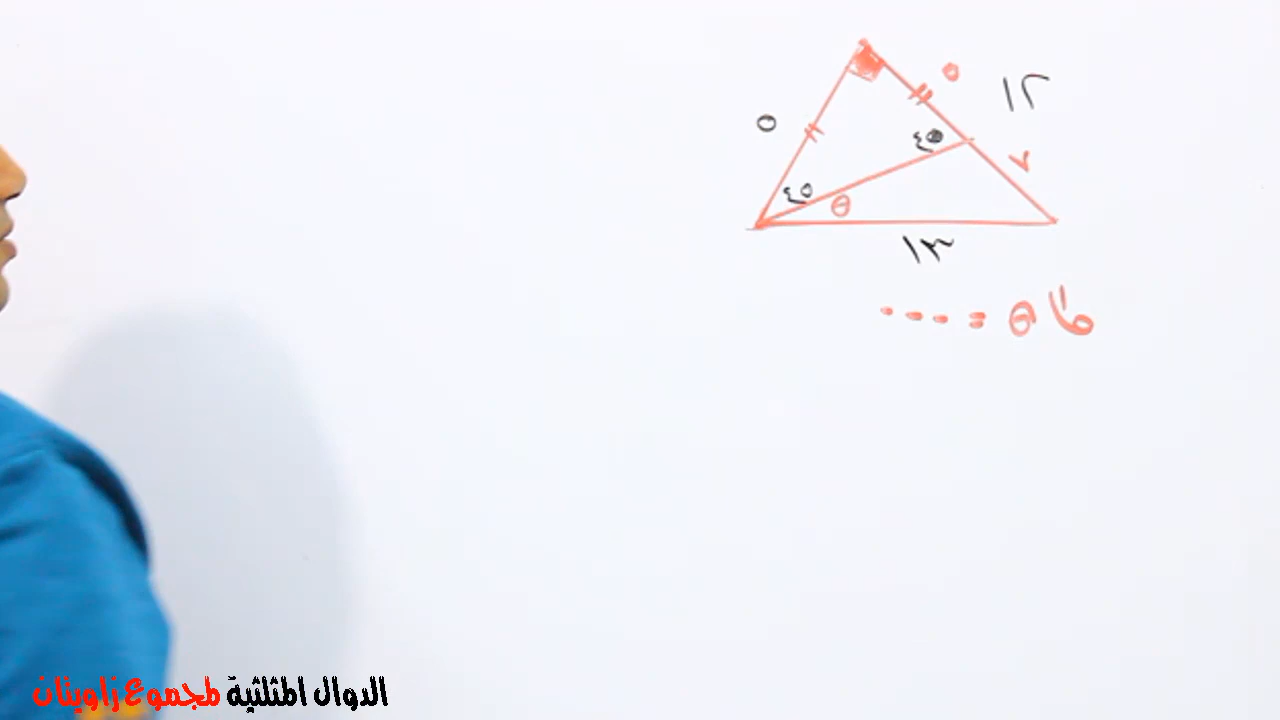 ٥
١٢
٥
٤٥
٧
٤٥
θ
١٣
ظا θ = ....
الدوال المثلثية لمجموع زاويتان